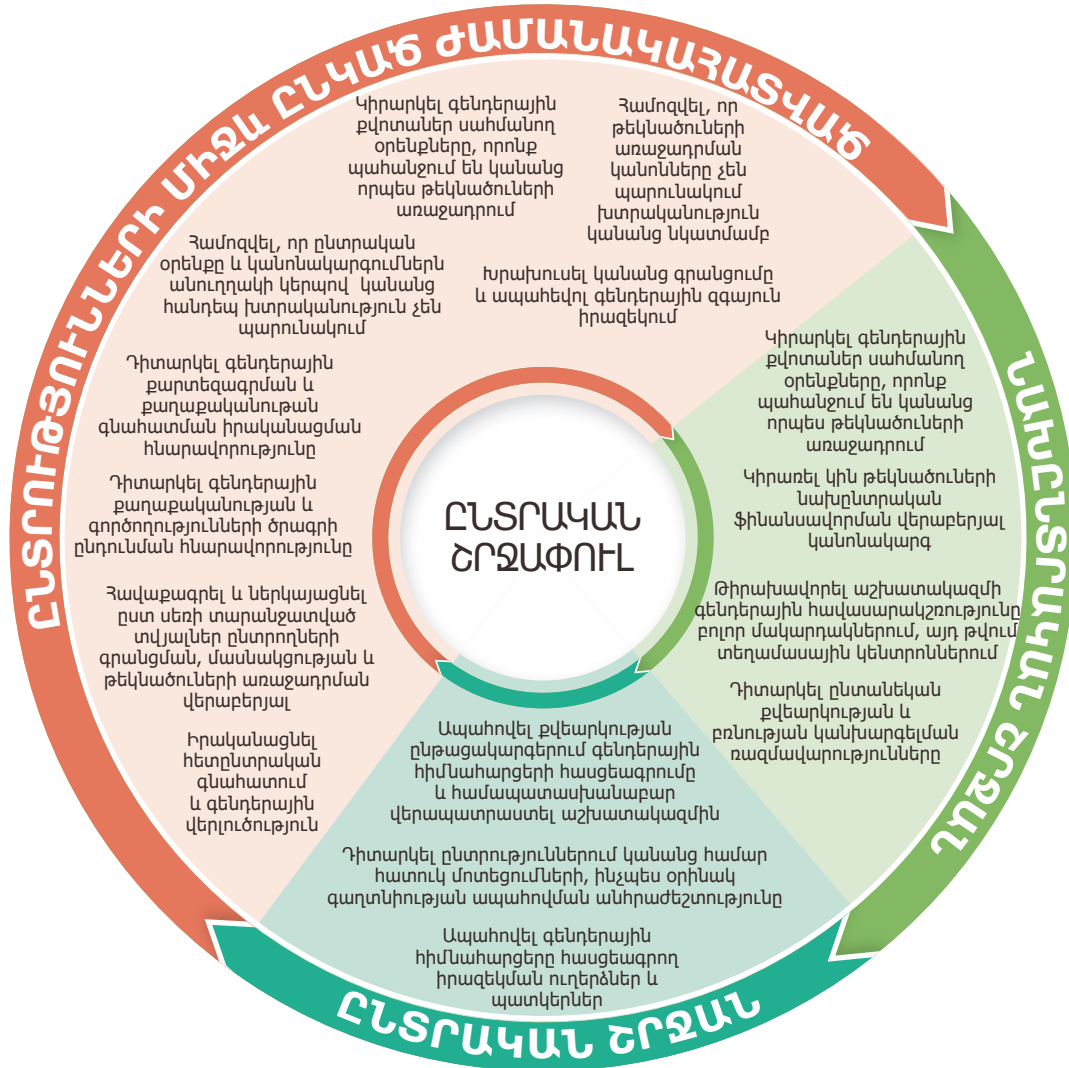 ԸՆՏՐՈՒԹՅՈՒՆՆԵՐԻ ՄԻՋև ԸՆԿԱԾ ԺԱՄԱՆԱԿԱՀԱՏՎԱԾ
Կիրարկել գենդերային
քվոտաներ սահմանող
օրենքները, որոնք
պահանջում են կանանց
որպես թեկնածուների
առաջադրում
Համոզվել, որ
թեկնածուների
առաջադրման
կանոնները չեն
պարունակում
խտրականություն
կանանց նկատմամբ
Համոզվել, որ ընտրական
օրենքը և կանոնակարգումներն
անուղղակի կերպով կանանց
հանդեպ խտրականություն չեն
պարունակում
Խրախուսել կանանց գրանցումը
և ապահեվոլ գենդերային զգայուն
իրազեկում
Դիտարկել գենդերային
քարտեզագրման և
քաղաքականութան
գնահատման իրականացման
հնարավորությունը
Դիտարկել գենդերային
քաղաքականության և
գործողությունների ծրագրի
ընդունման հնարավորությունը
Հավաքագրել և ներկայացնել
ըստ սեռի տարանջատված
տվյալներ ընտրողների
գրանցման, մասնակցության և
թեկնածուների առաջադրման
վերաբերյալ
Իրականացնել
հետընտրական
գնահատում
և գենդերային
վերլուծություն
ԸՆՏՐԱԿԱՆ
ՇՐՋԱՓՈՒԼ
ՆԱԽԸՆՏՐԱԿԱՆ ՇՐՋԱՓՈՒԼ
Կիրարկել գենդերային
քվոտաներ սահմանող
օրենքները, որոնք
պահանջում են կանանց
որպես թեկնածուների
առաջադրում
Կիրառել կին թեկնածուների
նախընտրական
ֆինանսավորման վերաբերյալ
կանոնակարգ
Թիրախավորել աշխատակազմի
գենդերային հավասարակշռությունը
բոլոր մակարդակներում, այդ թվում
տեղամասային կենտրոններում
Դիտարկել ընտանեկան
քվեարկության և
բռնության կանխարգելման
ռազմավարությունները
Ապահովել քվեարկության
ընթացակարգերում գենդերային
հիմնահարցերի հասցեագրումը
և համապատասխանաբար
վերապատրաստել աշխատակազմին
Դիտարկել ընտրություններում կանանց համար
հատուկ մոտեցումների, ինչպես օրինակ
գաղտնիության ապահովման անհրաժեշտությունը
Ապահովել գենդերային
հիմնահարցերը հասցեագրող
իրազեկման ուղերձներ և
պատկերներ
ԸՆՏՐԱԿԱՆ ՇՐՋԱՆ